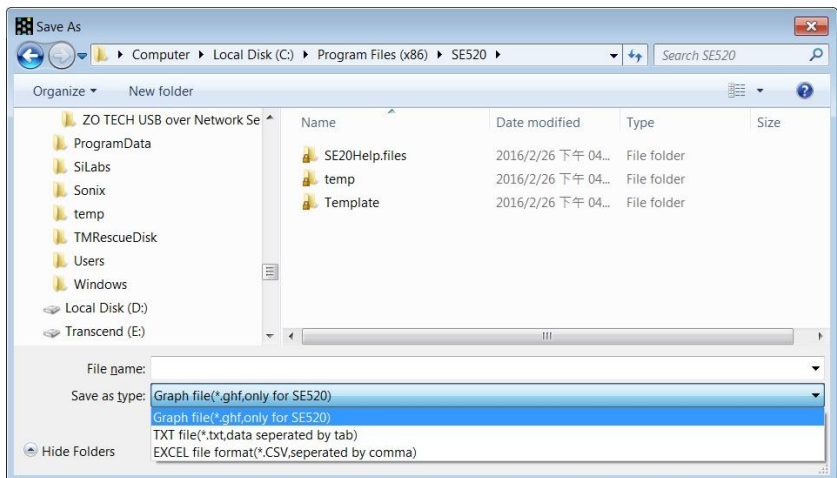 Save As
Computer Local Disk (C:) Program Files (x86) SE520
Search SE520
Organize New folder
ZO TECH USB over Network Se
ProgramData
SiLabs
Sonix
temp
TMRescueDisk
Users
Windows
Local Disk (D:)
Transcend (E:)
Name Date modified Type Size
SE20Help.files 2016/2/26 下午 04... File folder
temp 2016/2/26 下午 04... File folder
Template 2016/2/26 下午 04... File folder
File name:
Save as type: Graph file(*.ghf,only for SE520)
Graph file(*.ghf,only for SE520)
TXT file(*.txt,data seperated by tab)
EXCEL file format(*.CSV,seperated by comma)
Hide Folders